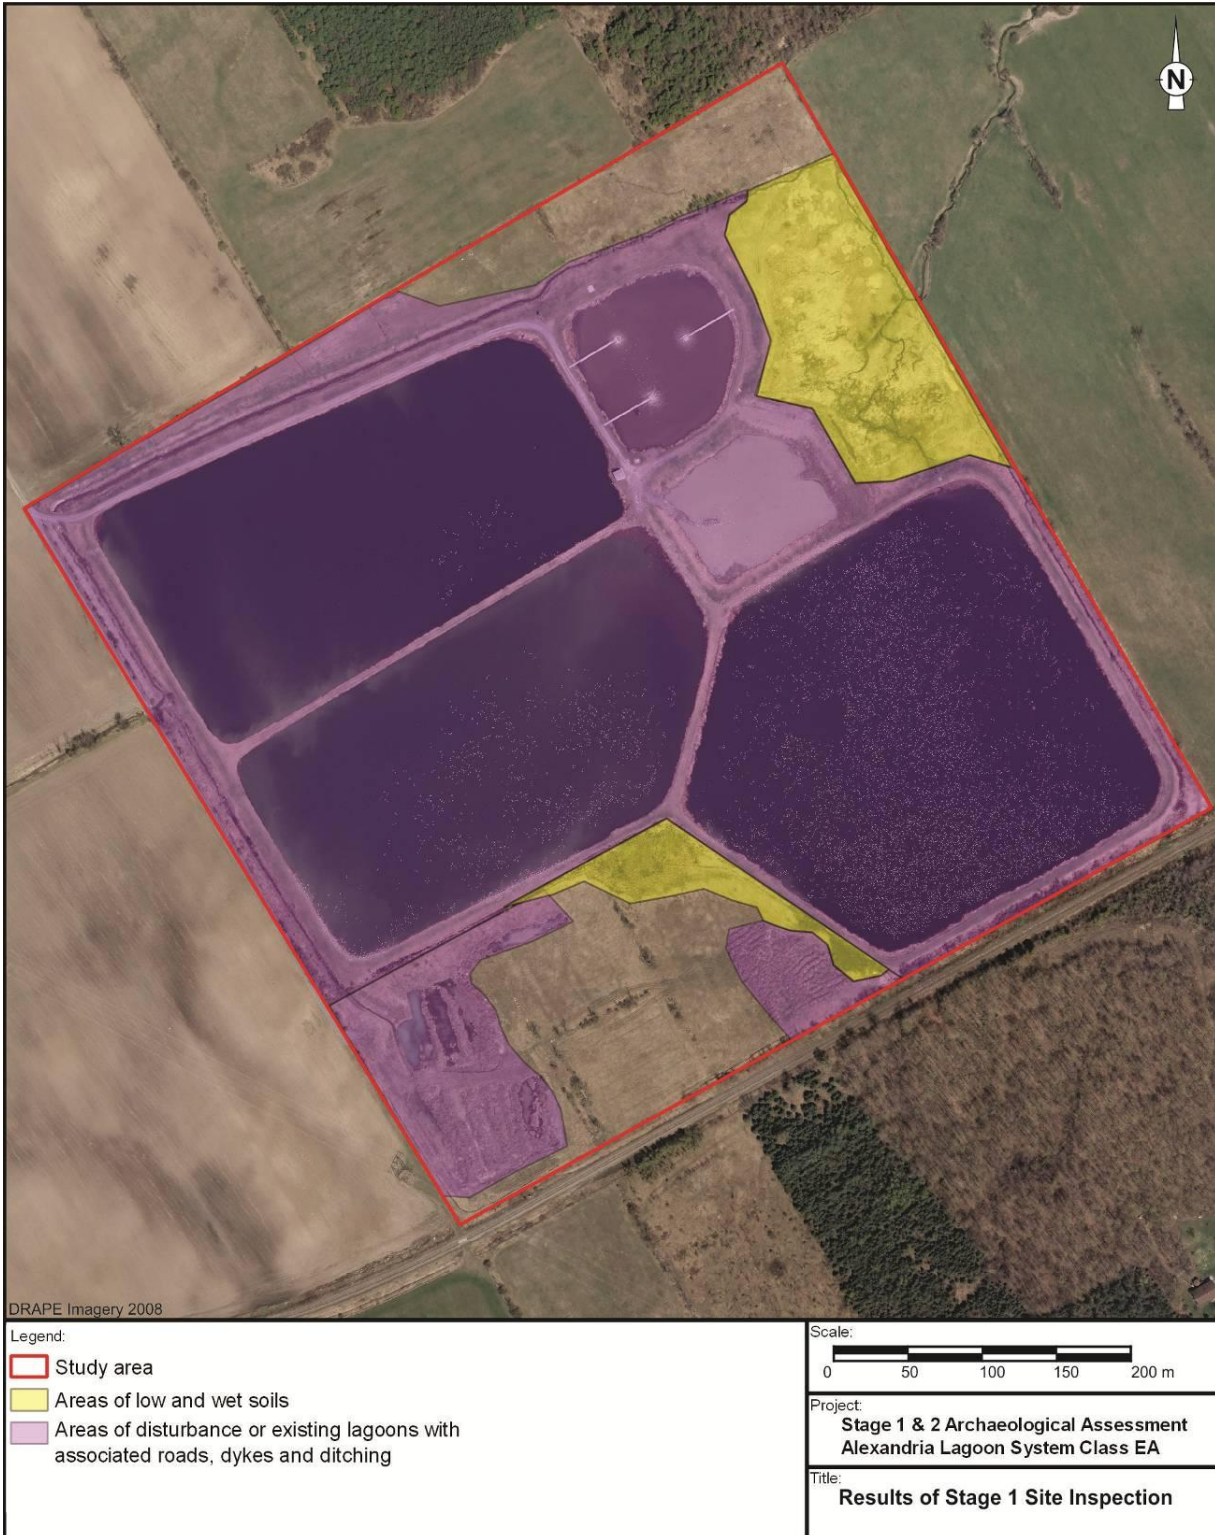 N
DRAPE Imagery 2008
Legend:
Study area
Areas of low and wet soils
Areas of disturbance or existing lagoons with
associated roads, dykes and ditching
Scale:
0 50 100 150 200 m
Project:
Stage 1 & 2 Archaeological Assessment
Alexandria Lagoon System Class EA
Title:
Results of Stage 1 Site Inspection